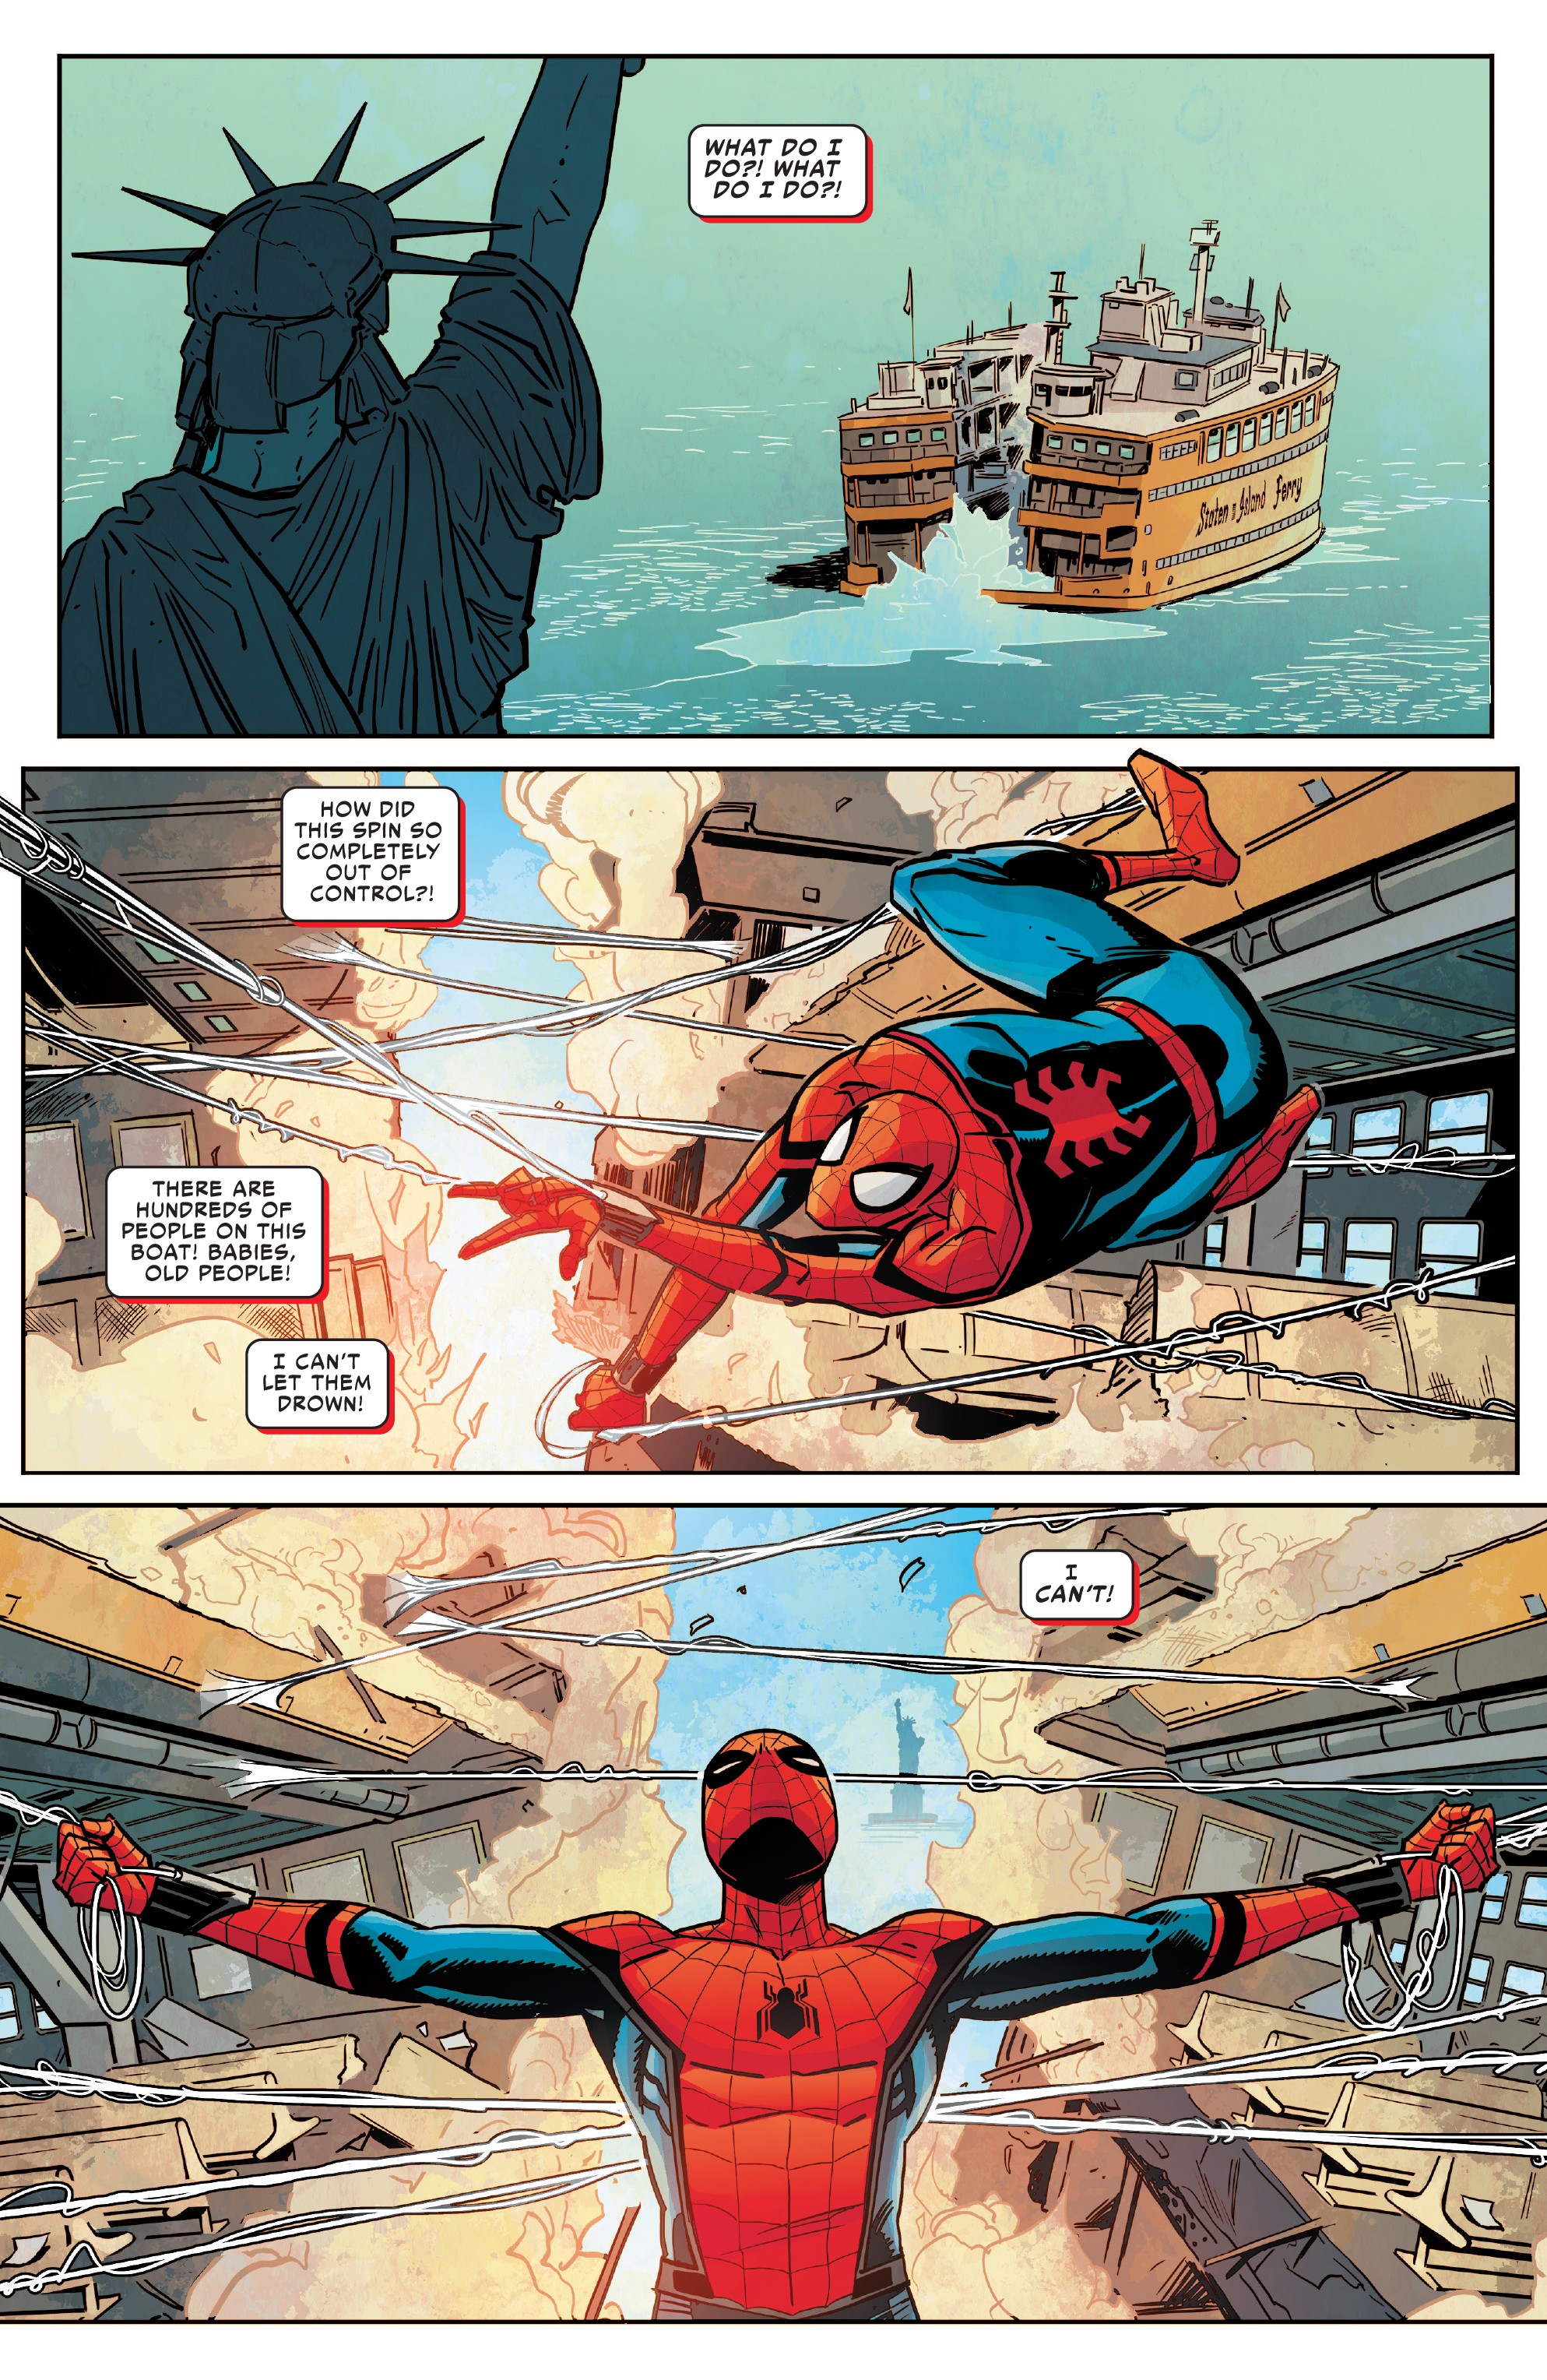 WHAT DO I
DO?! WHAT
DO I DO?!
Staten Island Ferry
HOW DID
THIS SPIN SO
COMPLETELY
OUT OF
CONTROL?!
THERE ARE
HUNDREDS OF
PEOPLE ON THIS
BOAT! BABIES,
OLD PEOPLE!
I CAN'T
LET THEM
DROWN!
I
CAN'T!